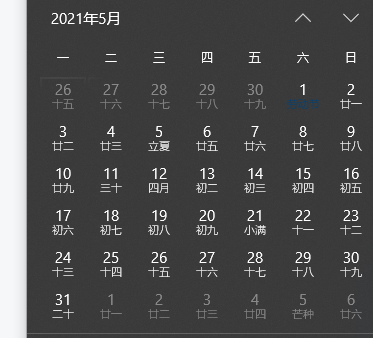 2021年5月
一 二 三 四 五 六 日
26 27 28 29 30 1 2
十五 十六 十七 十八 十九 廿一
3 4 5 6 7 8 9
廿二 廿三 立夏 廿五 廿六 廿七 廿八
10 11 12 13 14 15 16
廿九 三十 四月 初二 初三 初四 初五
17 18 19 20 21 22 23
初六 初七 初八 初九 小满 十一 十二
24 25 26 27 28 29 30
十三 十四 十五 十六 十七 十八 十九
31 1 2 3 4 5 6
二十 廿一 廿二 廿三 廿四 芒种 廿六